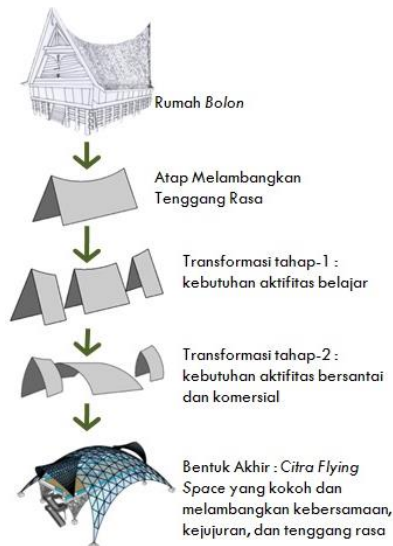 Rumah Bolon
Atap Melambangkan
Tenggang Rasa
Transformasi tahap-1 :
kebutuhan aktifitas belajar
Transformasi tahap-2 :
kebutuhan aktifitas bersantai
dan komersial
Bentuk Akhir : Citra Flying
Space yang kokoh dan
melambangkan kebersamaan,
kejujuran, dan tenggang rasa